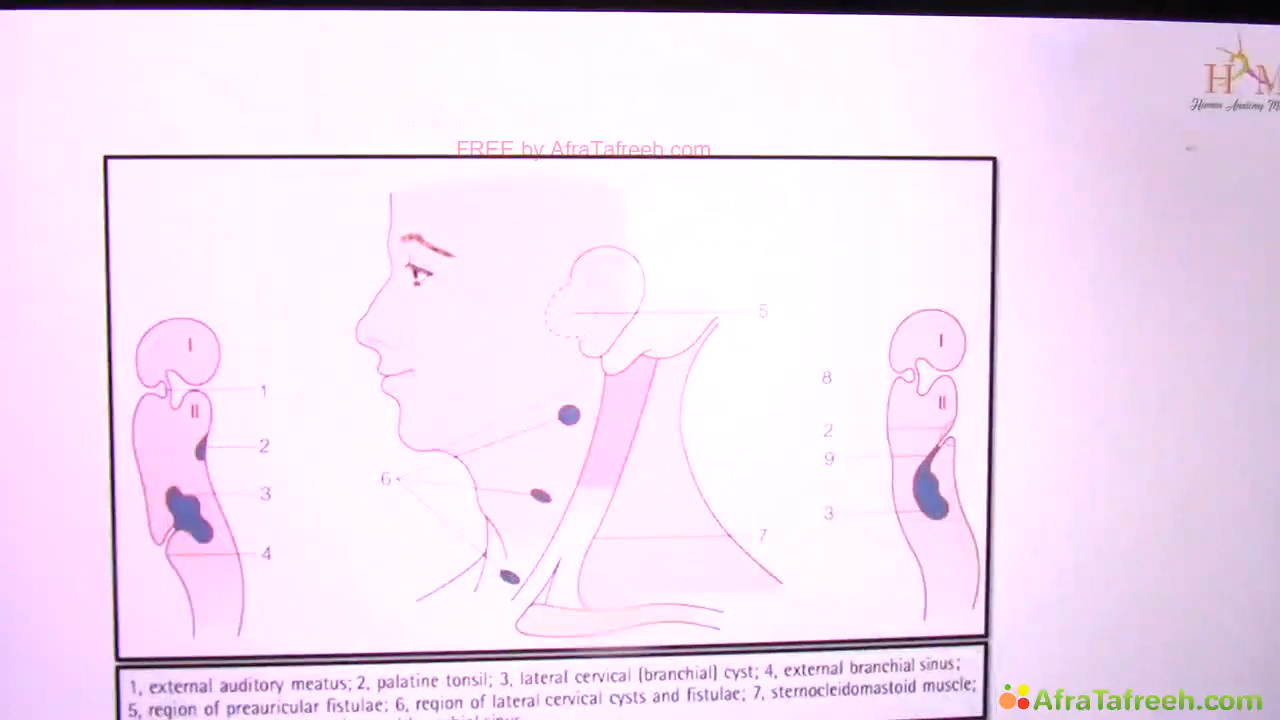 H M
Human Anatomy M
FREE by AfraTafreeh.com
I
1
II
2
3
4
5
6
7
I
8
II
2
9
3
1, external auditory meatus; 2, palatine tonsil; 3, lateral cervical (branchial) cyst; 4, external branchial sinus;
5, region of preauricular fistulae; 6, region of lateral cervical cysts and fistulae; 7, sternocleidomastoid muscle;
AfraTafreeh.com